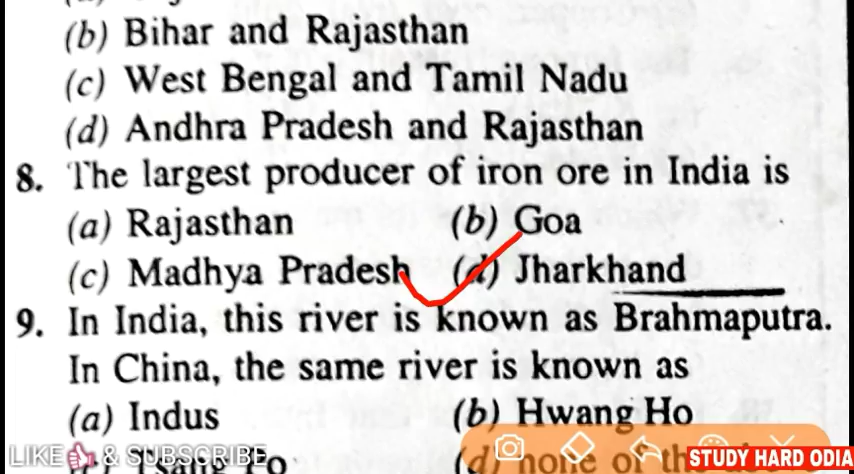 (b) Bihar and Rajasthan
(c) West Bengal and Tamil Nadu
(d) Andhra Pradesh and Rajasthan
8. The largest producer of iron ore in India is
(a) Rajasthan (b) Goa
(c) Madhya Pradesh (d) Jharkhand
9. In India, this river is known as Brahmaputra.
In China, the same river is known as
(a) Indus (b) Hwang Ho
LIKE & SUBSCRIBE
(d) none of
STUDY HARD ODIA